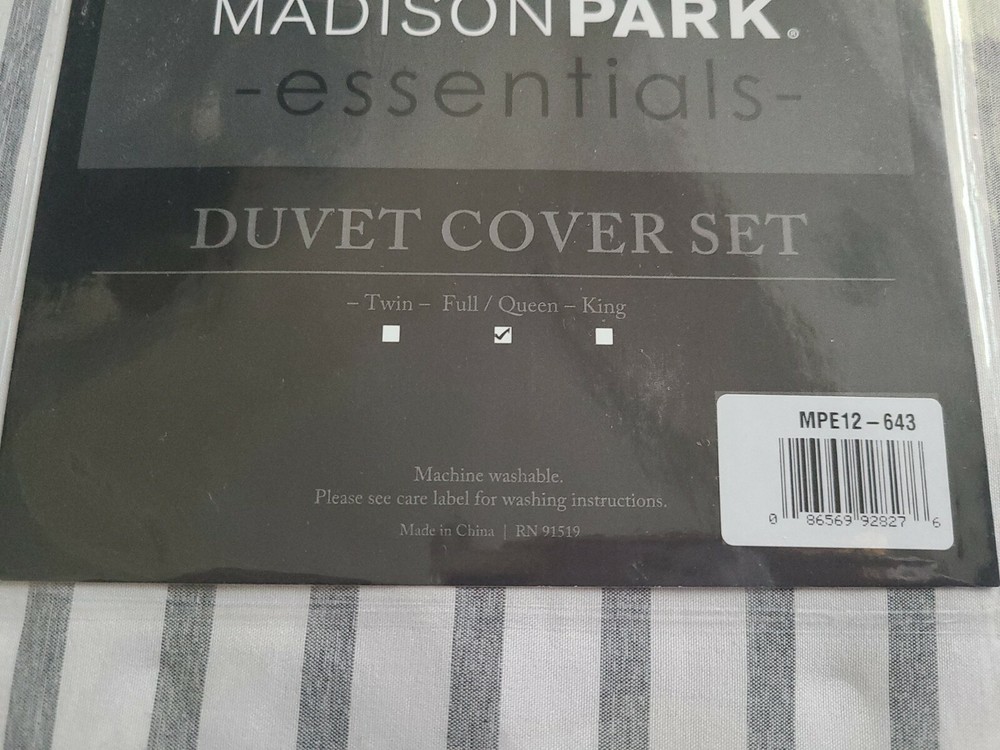 MADISONPARK.®
-essentials-
DUVET COVER SET
– Twin – Full / Queen – King
Machine washable.
Please see care label for washing instructions.
Made in China | RN 91519
MPE12–643
0 86569 92827 6